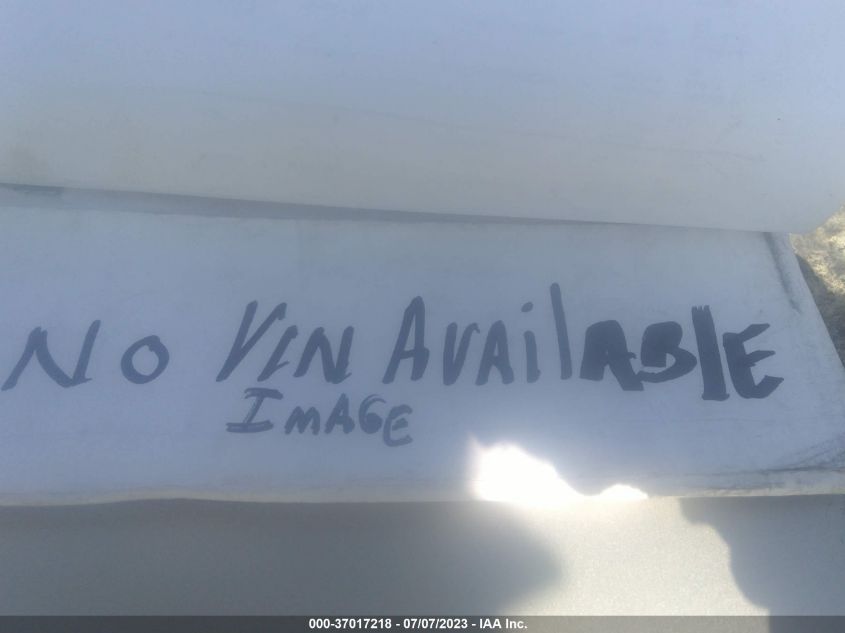 No VIN AvailABlE
ImAGE
000-37017218 - 07/07/2023 - IAA Inc.